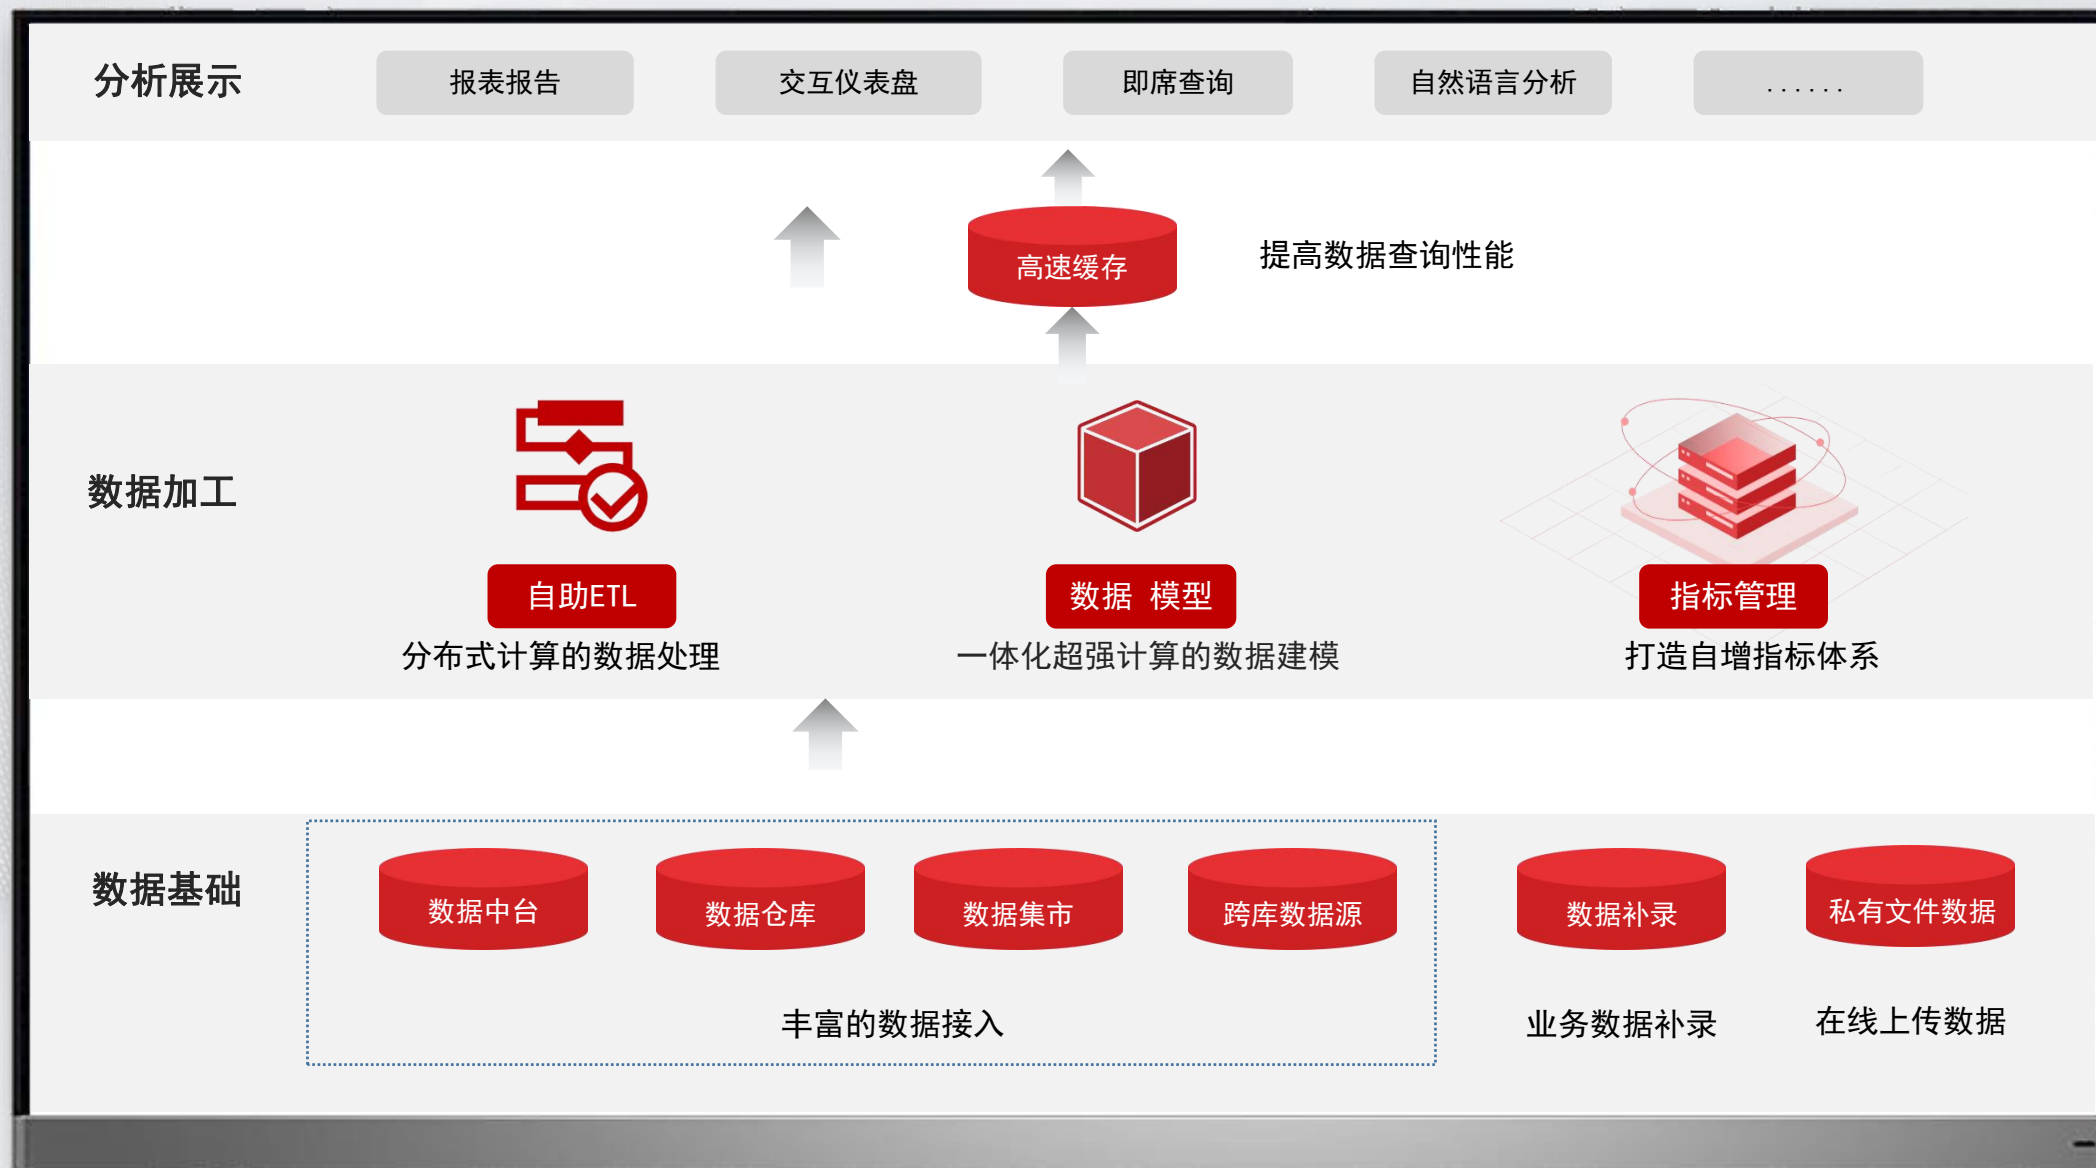 分析展示
报表报告
交互仪表盘
即席查询
自然语言分析
......
高速缓存
提高数据查询性能
数据加工
自助ETL
数据 模型
指标管理
分布式计算的数据处理
一体化超强计算的数据建模
打造自增指标体系
数据基础
数据中台
数据仓库
数据集市
跨库数据源
数据补录
私有文件数据
丰富的数据接入
业务数据补录
在线上传数据